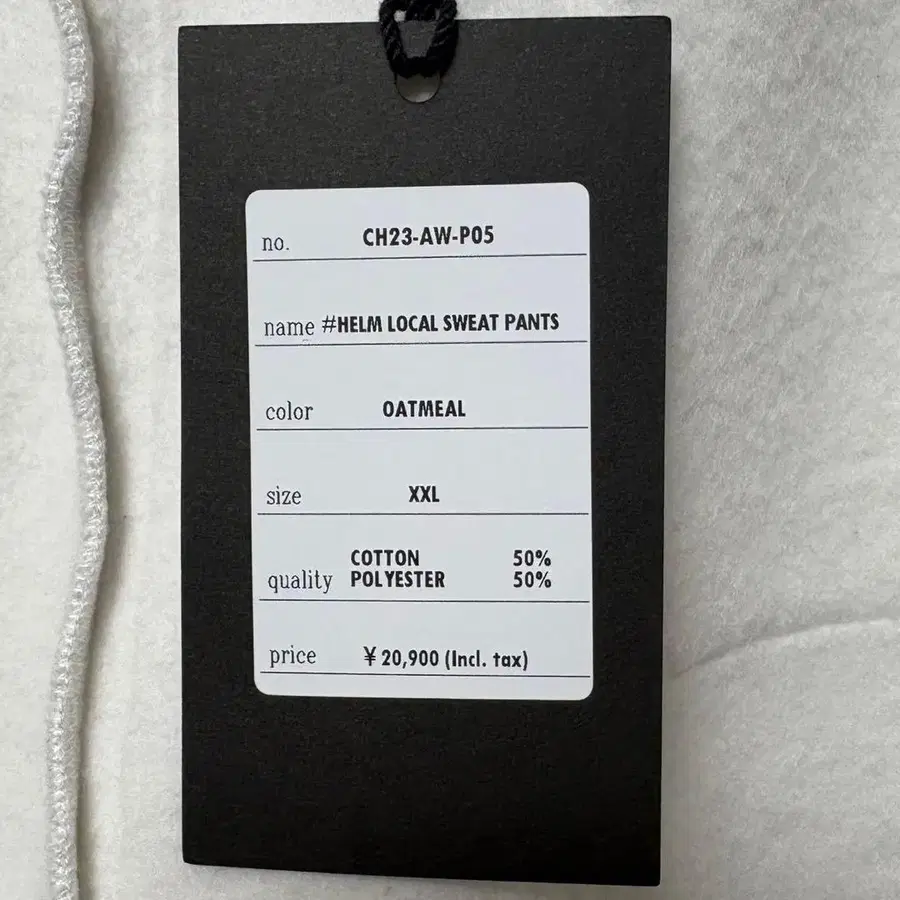 no. CH23-AW-P05
name #HELM LOCAL SWEAT PANTS
color OATMEAL
size XXL
quality COTTON 50%
POLYESTER 50%
price ¥20,900 (Incl. tax)